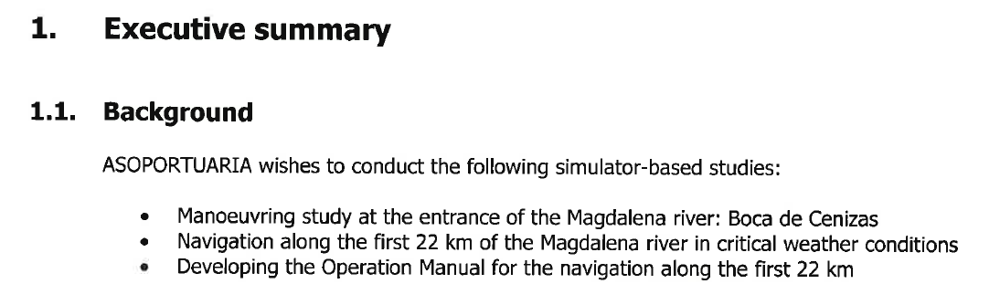 1. Executive summary
1.1. Background
ASOPORTUARIA wishes to conduct the following simulator-based studies:
• Manoeuvring study at the entrance of the Magdalena river: Boca de Cenizas
• Navigation along the first 22 km of the Magdalena river in critical weather conditions
• Developing the Operation Manual for the navigation along the first 22 km